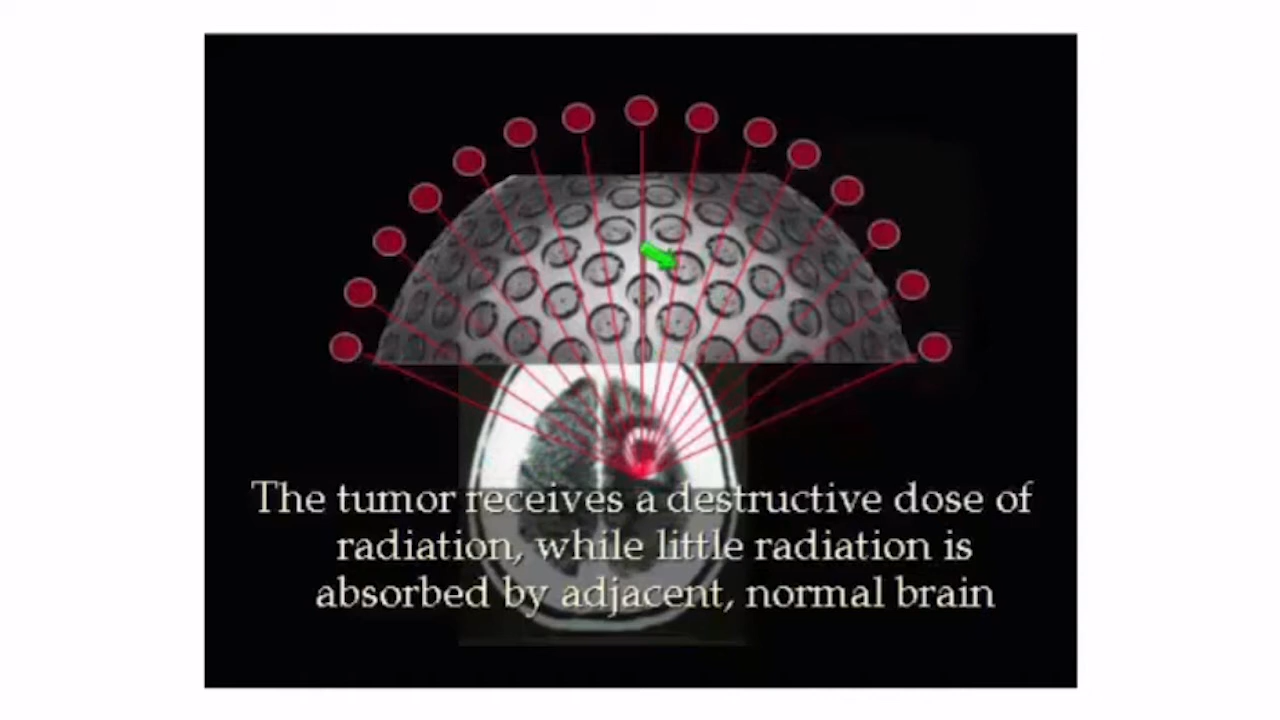 The tumor receives a destructive dose of
radiation, while little radiation is
absorbed by adjacent, normal brain